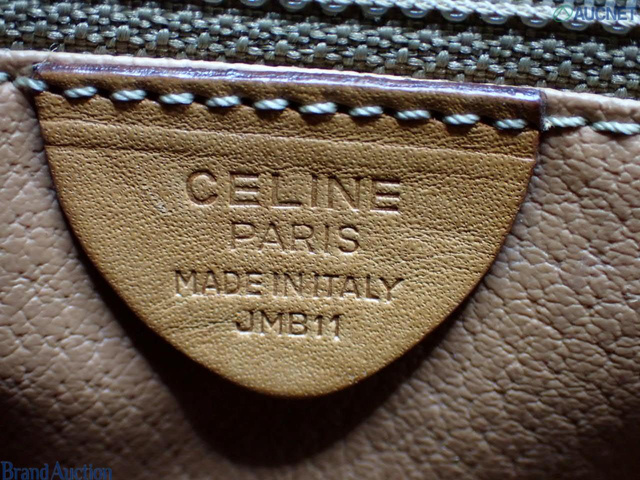 AUCNET
CELINE
PARIS
MADE IN ITALY
JMB11
Brand Auction